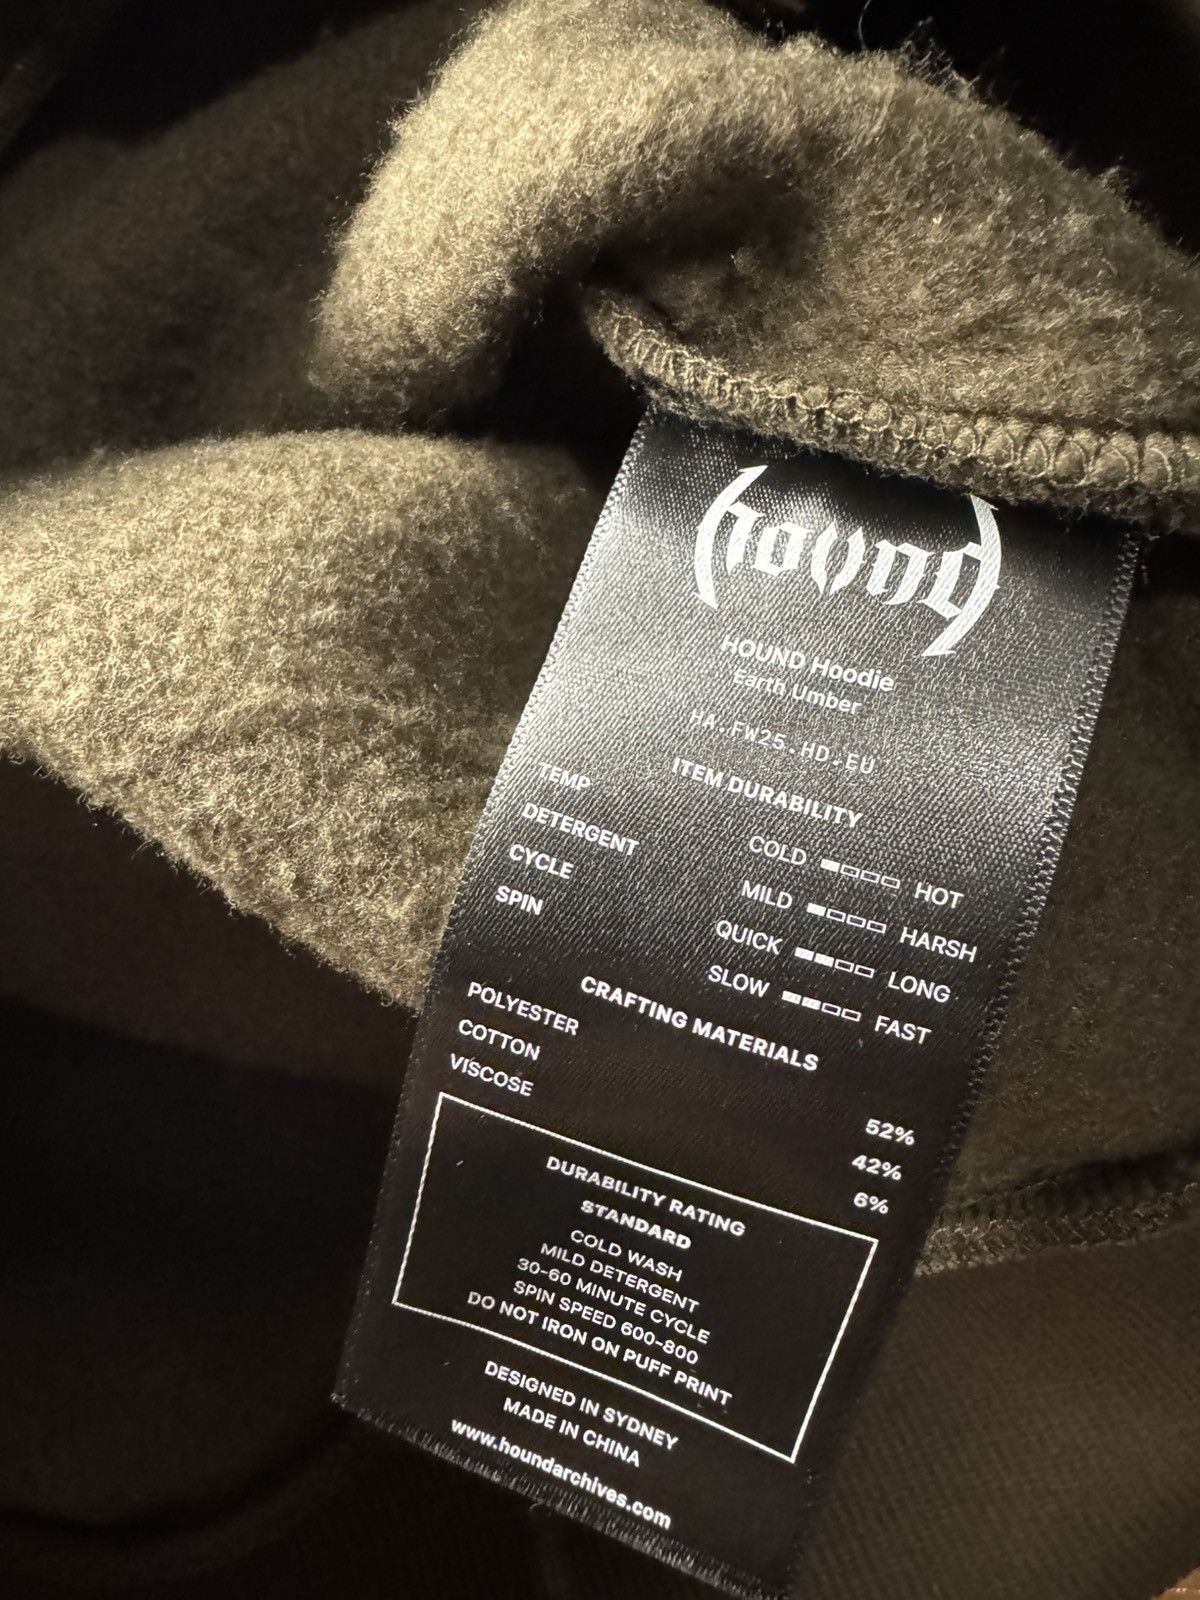 hound
HOUND Hoodie
Earth Umber
HA.FW25.HD.EU
ITEM DURABILITY
TEMP COLD HOT
DETERGENT MILD HARSH
CYCLE QUICK LONG
SPIN SLOW FAST
CRAFTING MATERIALS
POLYESTER 52%
COTTON 42%
VISCOSE 6%
DURABILITY RATING
STANDARD
COLD WASH
MILD DETERGENT
30-60 MINUTE CYCLE
SPIN SPEED 600-800
DO NOT IRON ON PUFF PRINT
DESIGNED IN SYDNEY
MADE IN CHINA
www.houndarchives.com